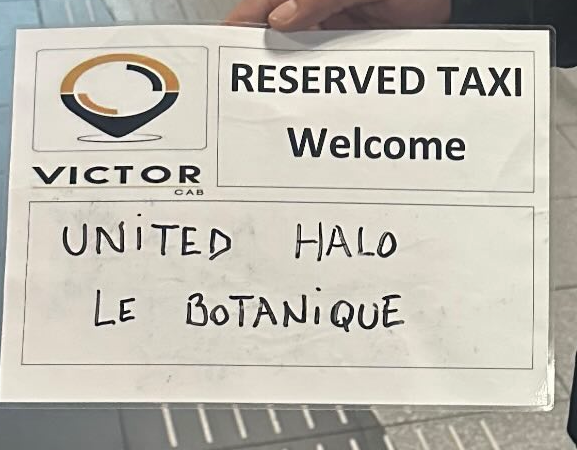 VICTOR
CAB
RESERVED TAXI
Welcome
UNiTED HALO
LE BOTANiQUE